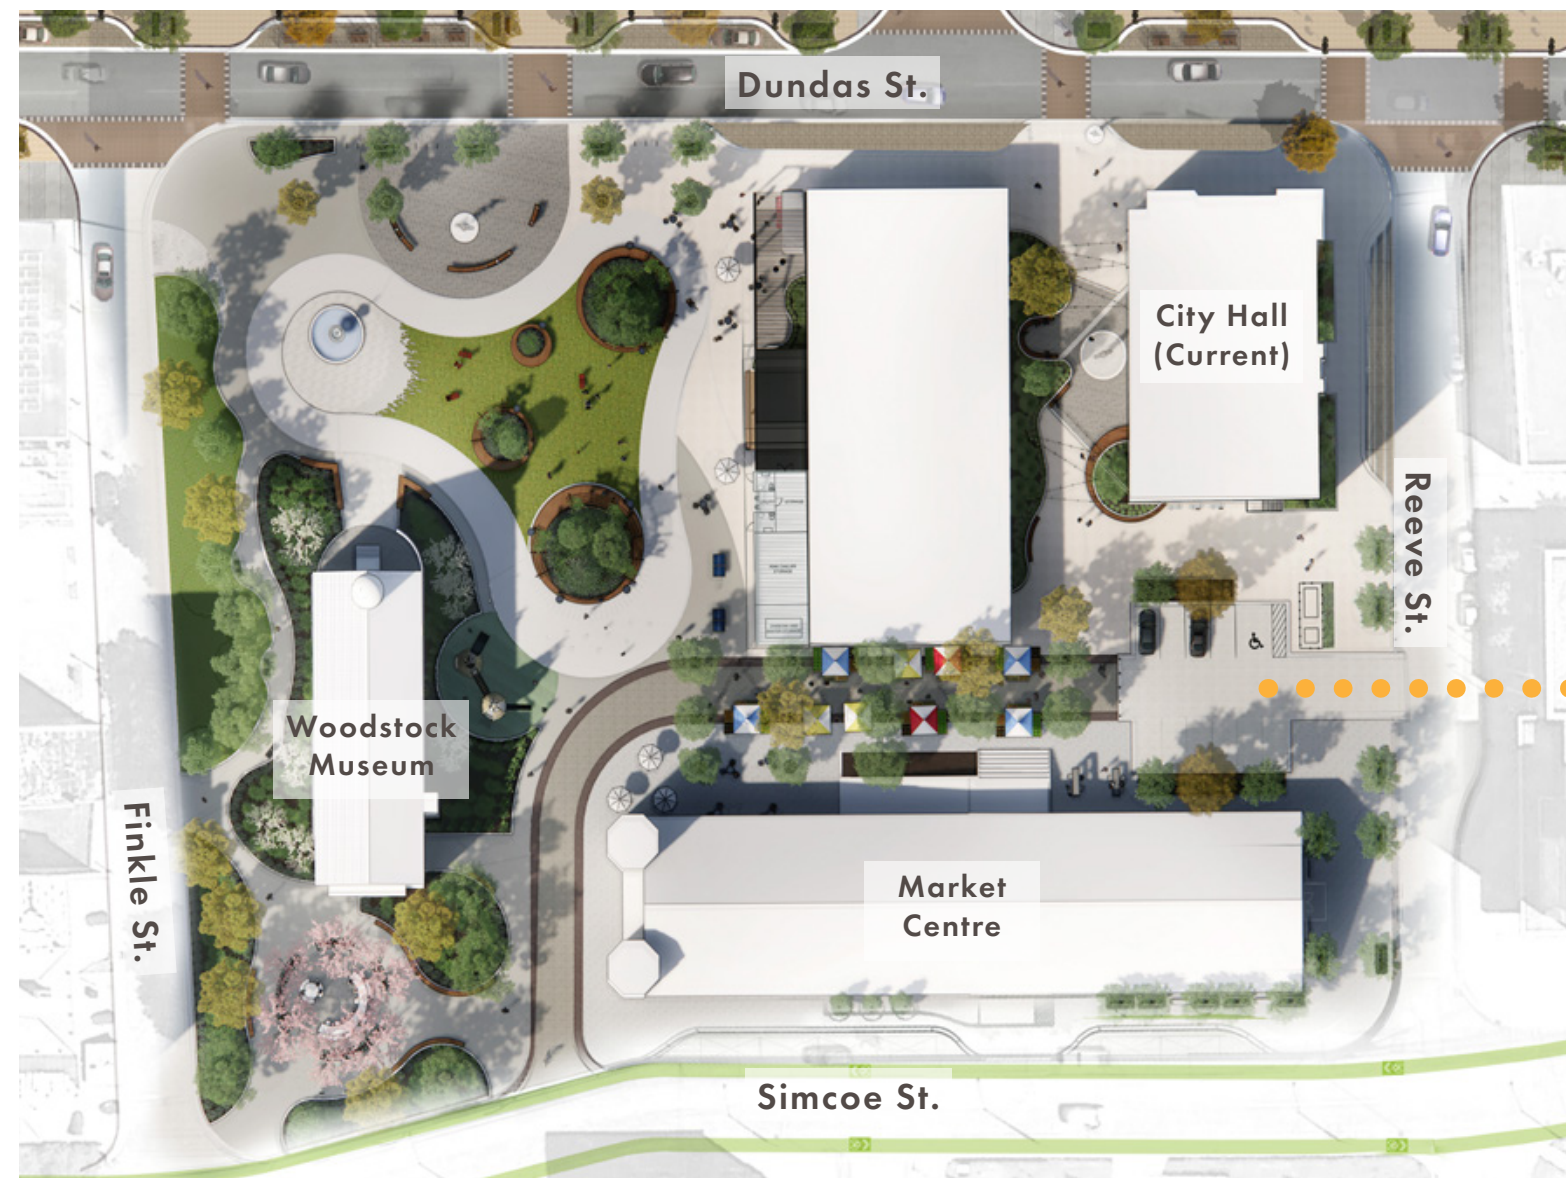 Dundas St.
City Hall
(Current)
Reeve St.
Woodstock
Museum
Finkle St.
Market
Centre
Simcoe St.